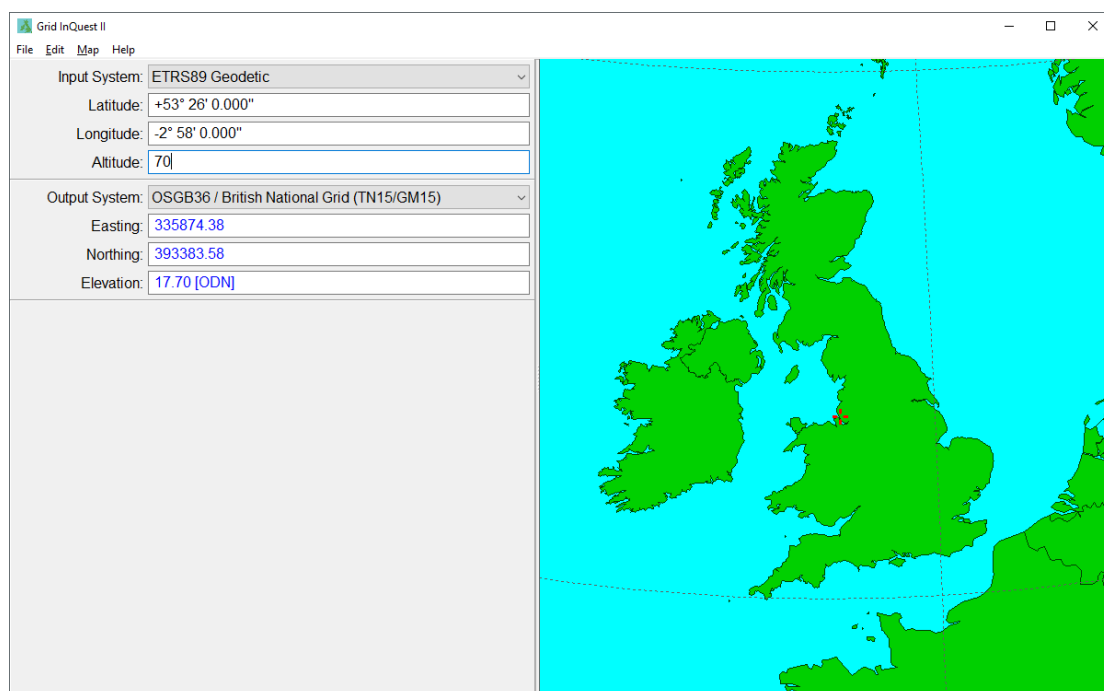 Grid InQuest II
File Edit Map Help
Input System: ETRS89 Geodetic
Latitude: +53° 26' 0.000"
Longitude: -2° 58' 0.000"
Altitude: 70
Output System: OSGB36 / British National Grid (TN15/GM15)
Easting: 335874.38
Northing: 393383.58
Elevation: 17.70 [ODN]